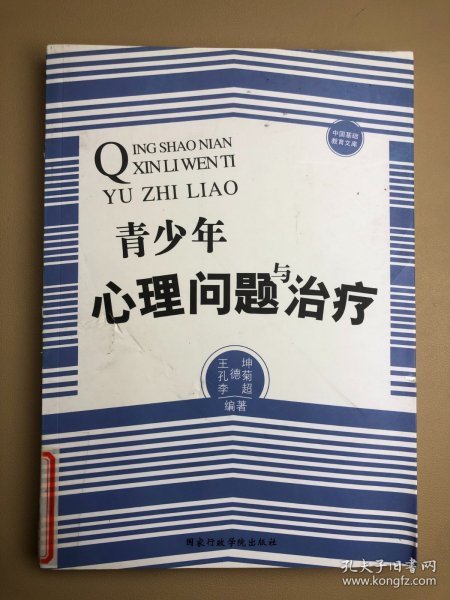 中国基础
教育文库
QING SHAO NIAN
XIN LI WEN TI
YU ZHI LIAO
青少年
心理问题与治疗
王 坤
孔德菊
李 超
编著
国家行政学院出版社
孔夫子旧书网
www.kongfz.com